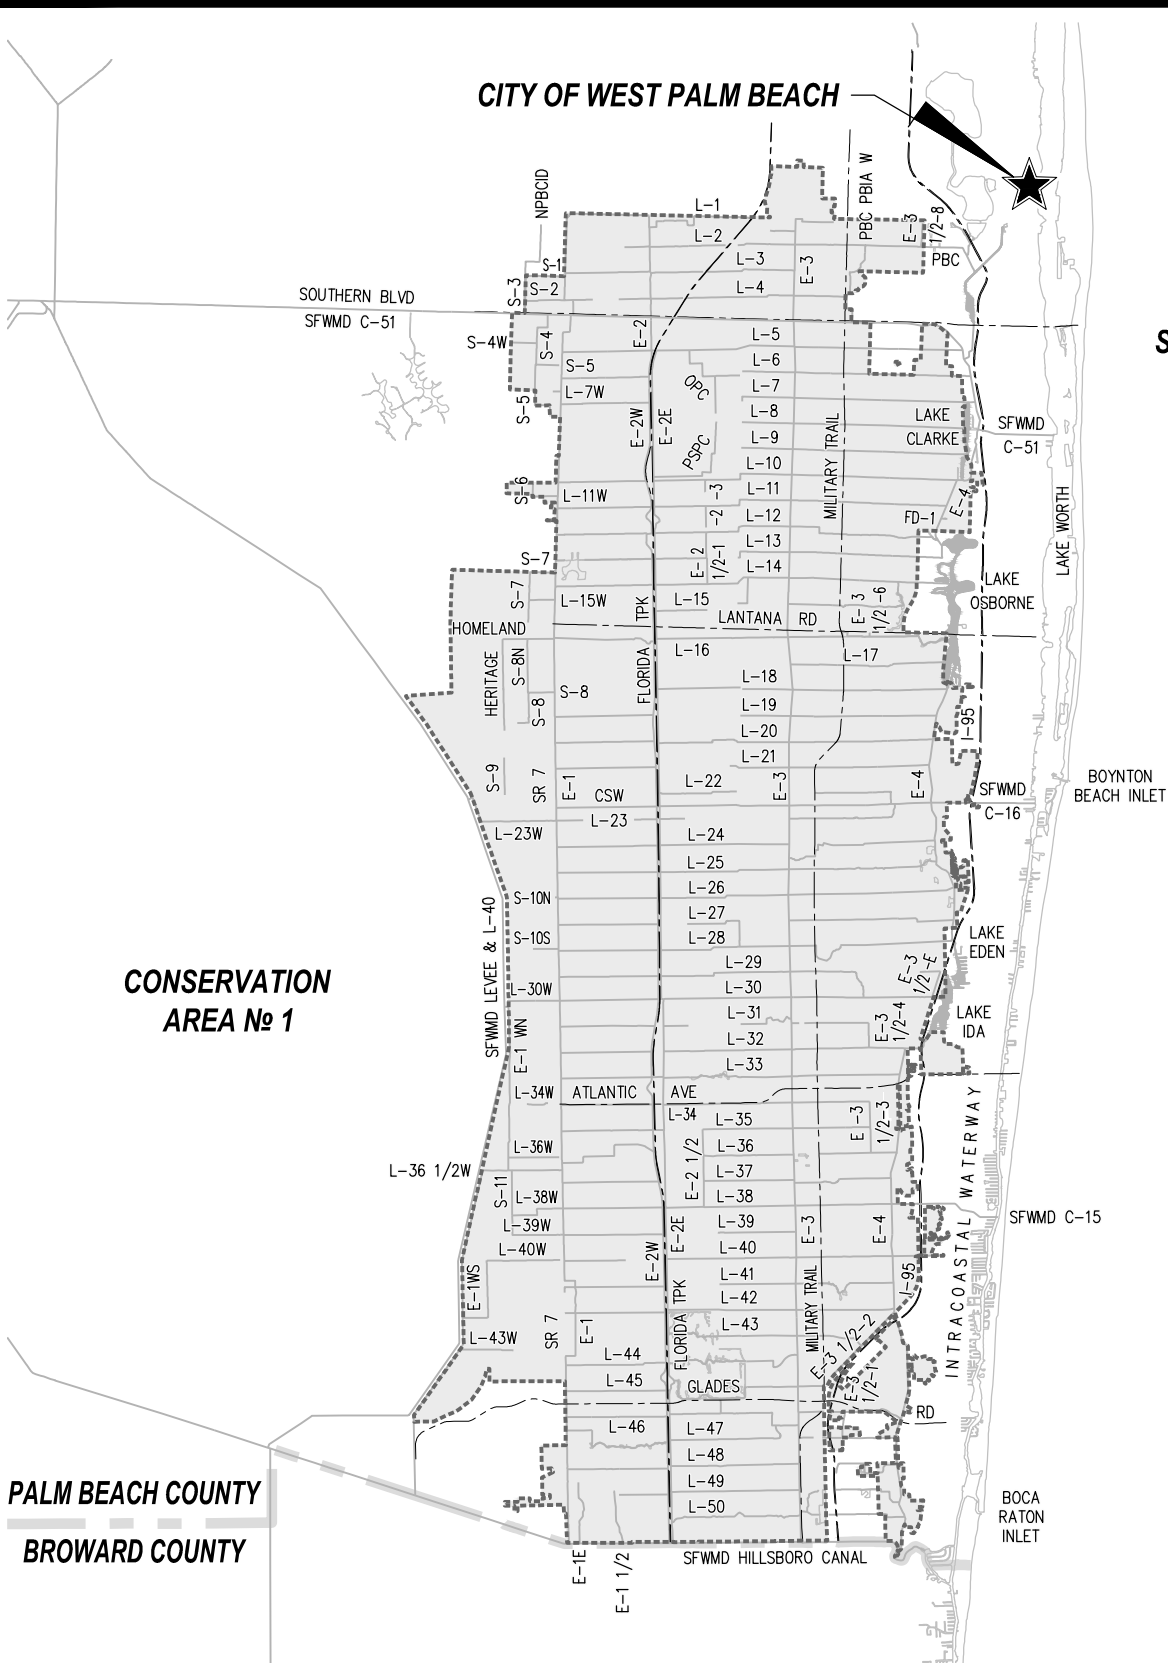 CITY OF WEST PALM BEACH
NPBCID
L-1
PBC PBIA W
E-3
1/2-8
L-2
PBC
S-1
L-3
E-3
S-3
S-2
L-4
SOUTHERN BLVD
SFWMD C-51
S
S-4W
S-4
E-2
L-5
S-5
L-6
L-7W
OPC
L-7
S-5
L-8
LAKE
CLARKE
SFWMD
C-51
E-2W
E-2E
L-9
MILITARY TRAIL
PSPC
L-10
S-6
L-11W
-3
L-11
E-4
LAKE WORTH
-2
L-12
FD-1
L-13
S-7
E-2
1/2-1
L-14
LAKE
OSBORNE
S-7
L-15W
TPK
L-15
E-3
1/2-6
LANTANA RD
HOMELAND
HERITAGE
S-8N
FLORIDA
L-16
L-17
L-18
S-8
S-8
L-19
L-20
I-95
L-21
S-9
SR 7
E-1
CSW
L-22
E-3
E-4
SFWMD
C-16
BOYNTON
BEACH INLET
L-23
L-23W
L-24
L-25
L-26
S-10N
L-27
S-10S
L-28
LAKE
EDEN
SFWMD LEVEE & L-40
L-29
E-3
1/2-E
CONSERVATION
AREA № 1
L-30W
L-30
L-31
E-3
1/2-4
LAKE
IDA
E-1 WN
L-32
L-33
L-34W
ATLANTIC AVE
L-34
L-35
E-3
1/2-3
L-36W
E-2 1/2
L-36
L-36 1/2W
L-37
S-11
L-38W
L-38
INTRACOASTAL WATERWAY
SFWMD C-15
L-39W
E-2E
L-39
E-3
E-4
L-40W
E-2W
L-40
E-1WS
L-41
I-95
TPK
L-42
MILITARY TRAIL
L-43W
SR 7
E-1
L-43
FLORIDA
L-44
E-3 1/2-2
L-45
GLADES
E-3
1/2-1
RD
L-46
L-47
L-48
L-49
PALM BEACH COUNTY
L-50
BOCA
RATON
INLET
BROWARD COUNTY
SFWMD HILLSBORO CANAL
E-1E
E-1 1/2